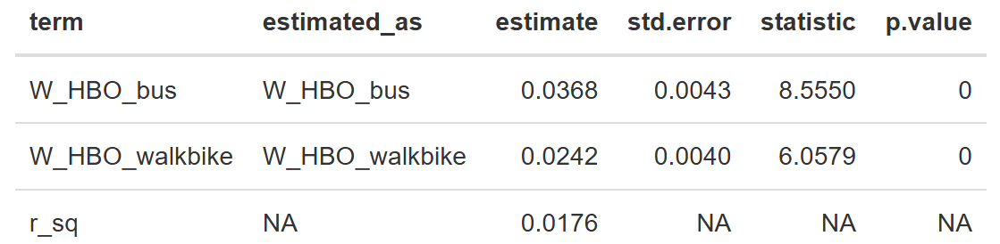 term estimated_as estimate std.error statistic p.value
W_HBO_bus W_HBO_bus 0.0368 0.0043 8.5550 0
W_HBO_walkbike W_HBO_walkbike 0.0242 0.0040 6.0579 0
r_sq NA 0.0176 NA NA NA